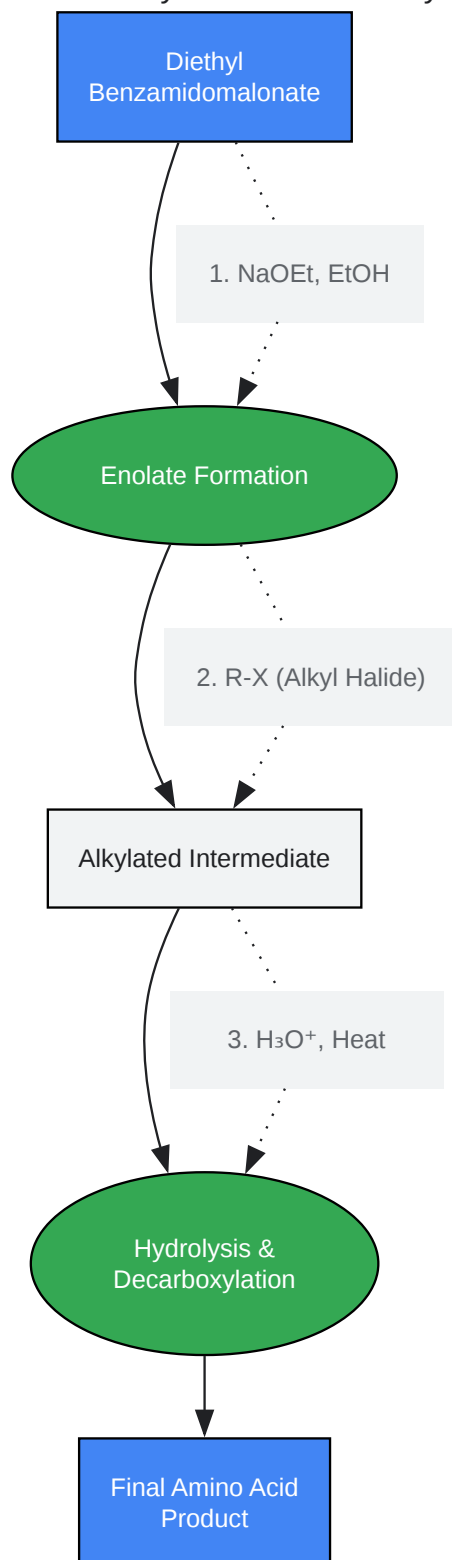 Diethyl
Benzamidomalonate
1. NaOEt, EtOH
Enolate Formation
2. R-X (Alkyl Halide)
Alkylated Intermediate
3. H₃O⁺, Heat
Hydrolysis &
Decarboxylation
Final Amino Acid
Product